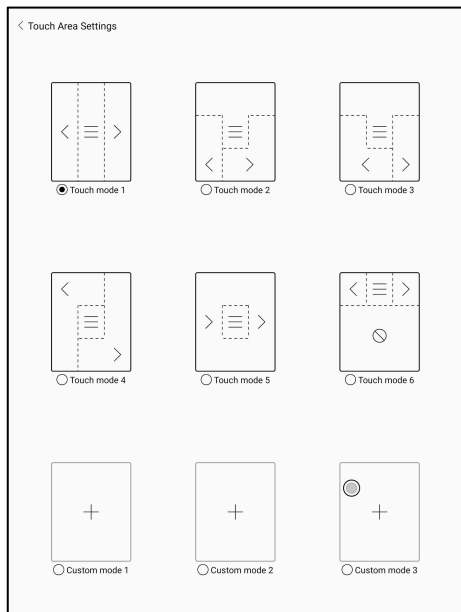 Touch Area Settings
Touch mode 1
Touch mode 2
Touch mode 3
Touch mode 4
Touch mode 5
Touch mode 6
Custom mode 1
Custom mode 2
Custom mode 3